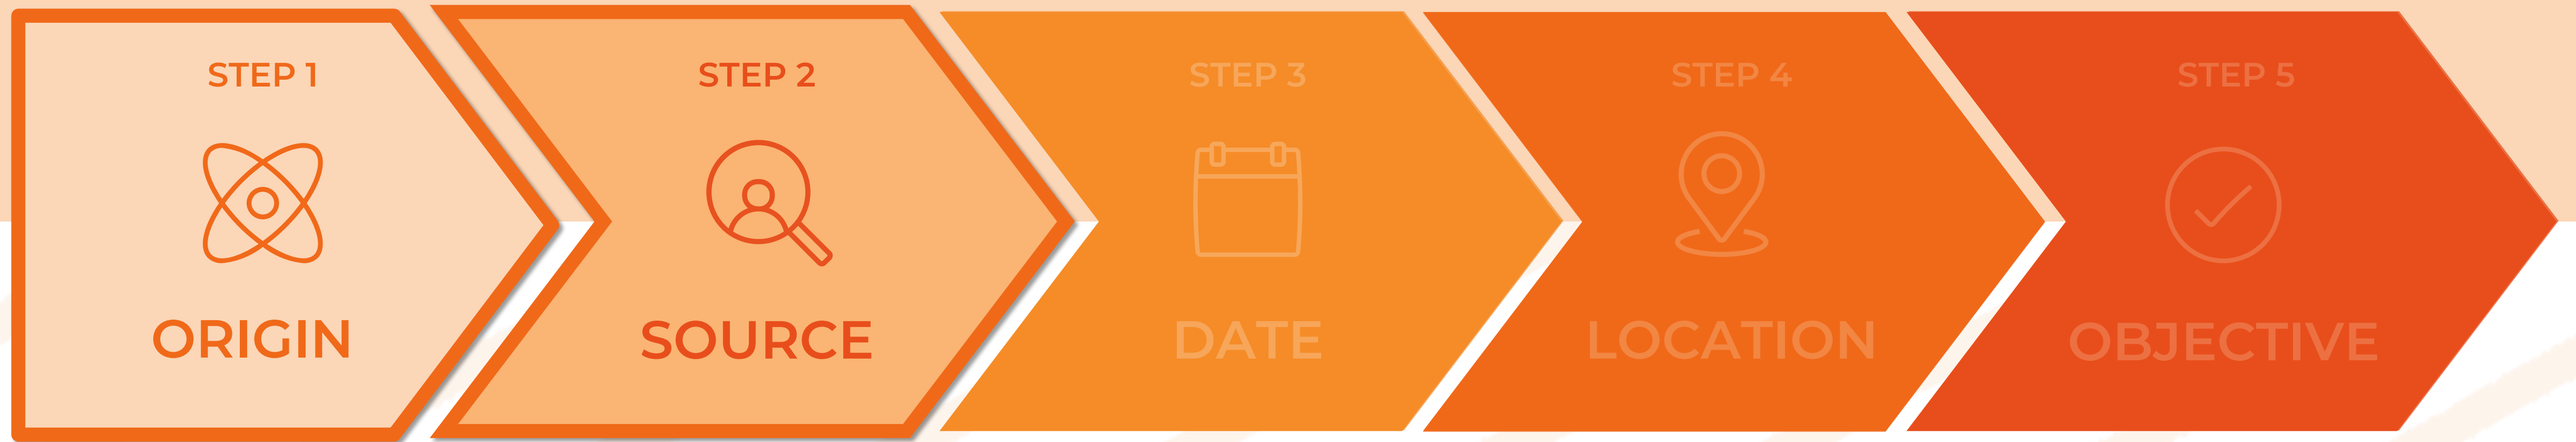 STEP 1
ORIGIN
STEP 2
SOURCE
STEP 3
DATE
STEP 4
LOCATION
STEP 5
OBJECTIVE